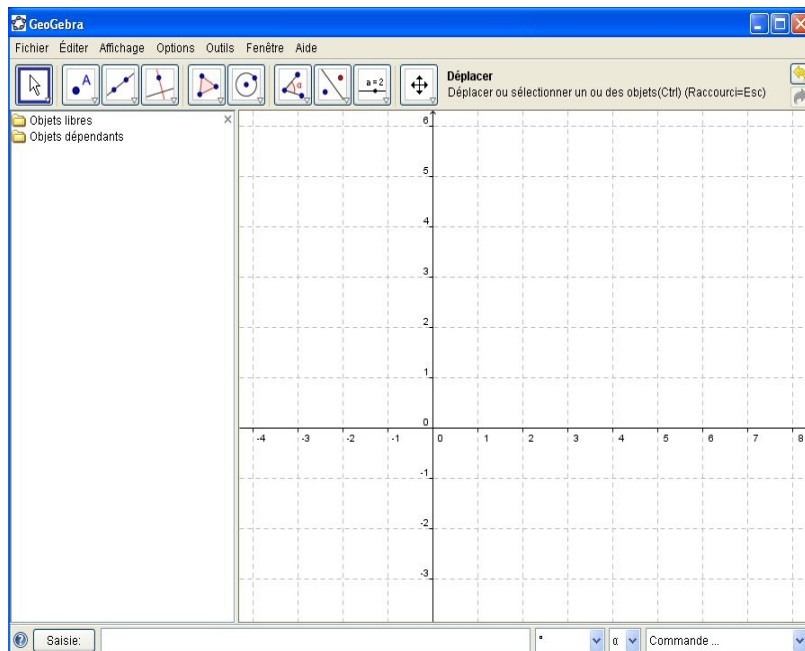 GeoGebra
Fichier Éditer Affichage Options Outils Fenêtre Aide
A
α
a=2
Déplacer
Déplacer ou sélectionner un ou des objets(Ctrl) (Raccourci=Esc)
Objets libres
Objets dépendants
6
5
4
3
2
1
0
-4 -3 -2 -1 0 1 2 3 4 5 6 7 8
-1
-2
-3
Saisie: ° α Commande ...